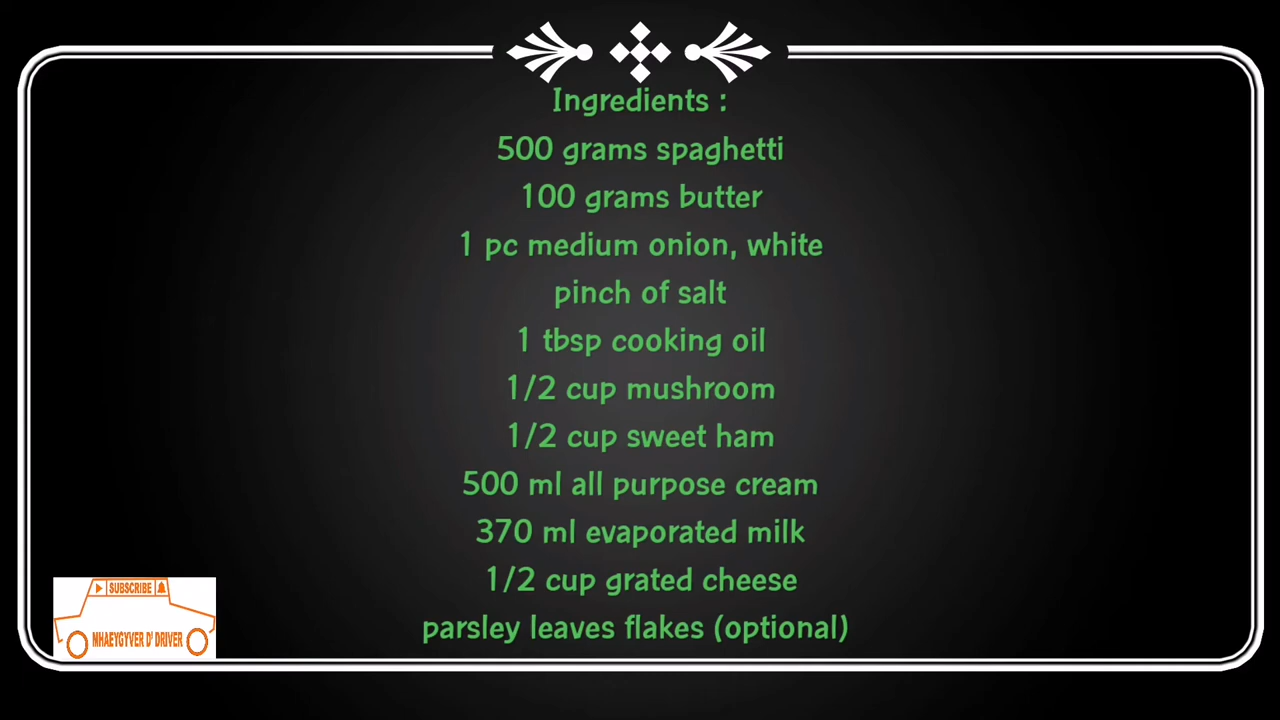 Ingredients :
500 grams spaghetti
100 grams butter
1 pc medium onion, white
pinch of salt
1 tbsp cooking oil
1/2 cup mushroom
1/2 cup sweet ham
500 ml all purpose cream
370 ml evaporated milk
1/2 cup grated cheese
parsley leaves flakes (optional)
SUBSCRIBE
MHAEYGYVER D' DRIVER